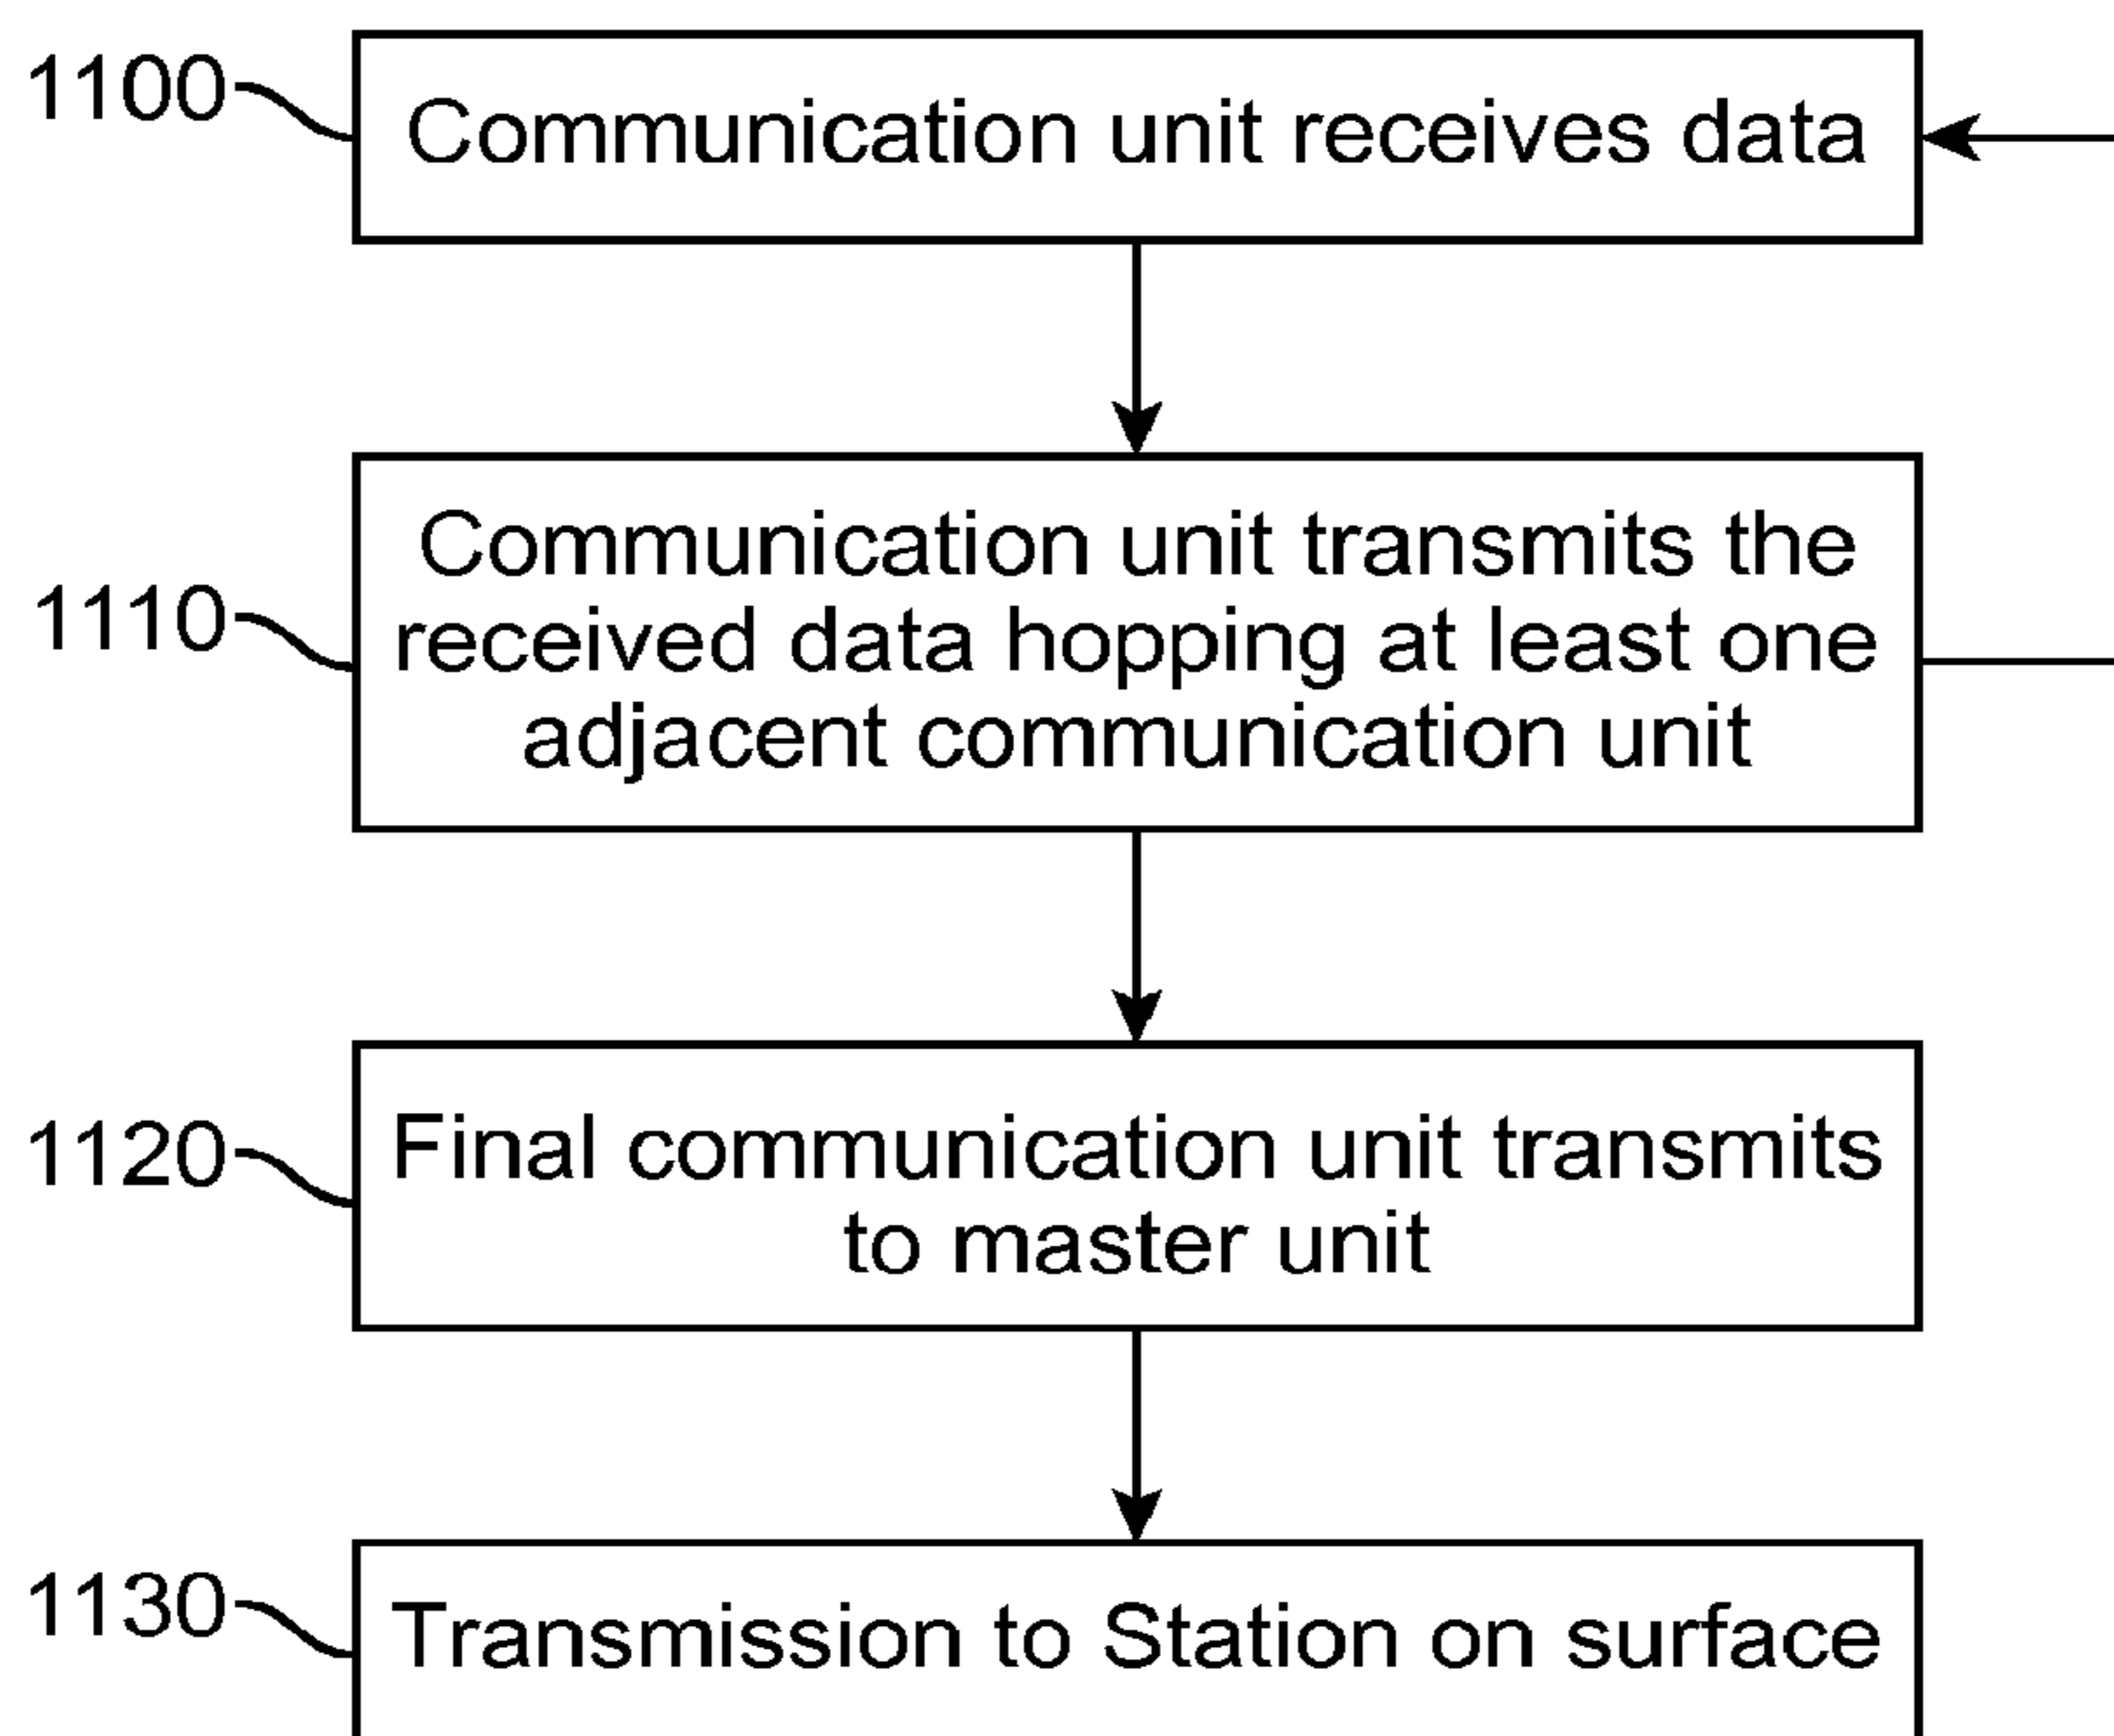 1100
Communication unit receives data
1110
Communication unit transmits the
received data hopping at least one
adjacent communication unit
1120
Final communication unit transmits
to master unit
1130
Transmission to Station on surface